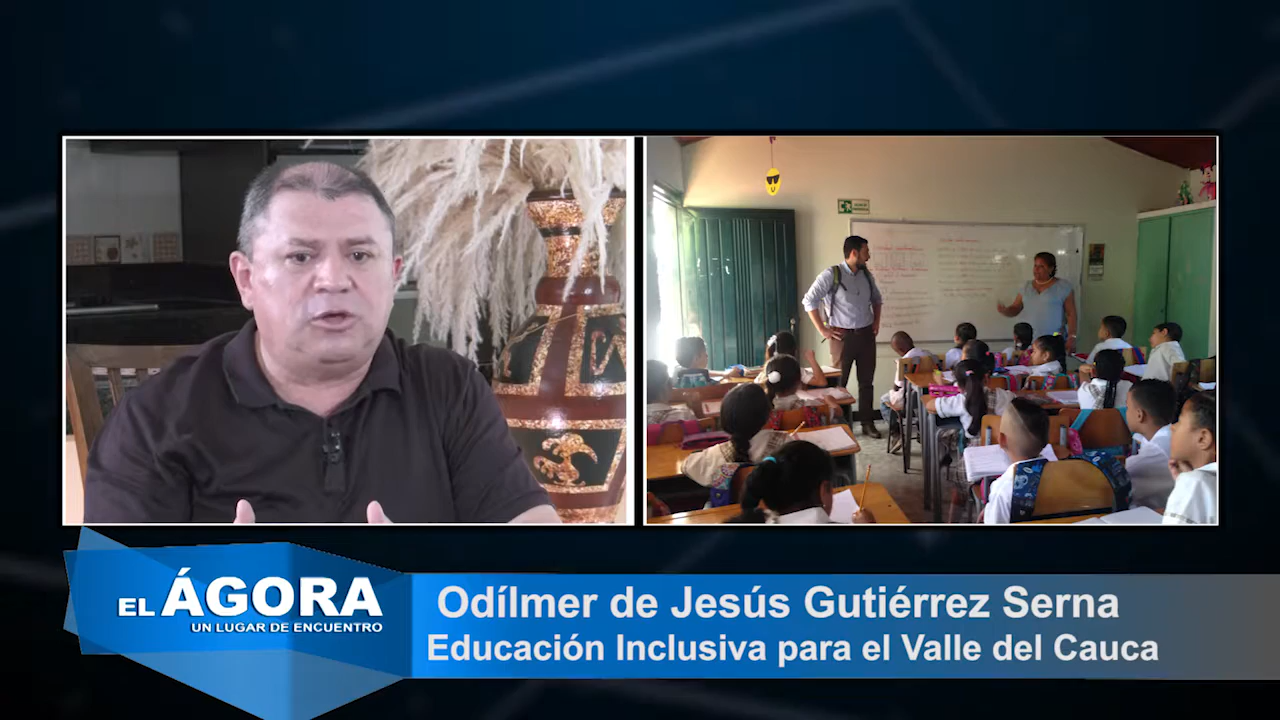 EL ÁGORA
UN LUGAR DE ENCUENTRO
Odílmer de Jesús Gutiérrez Serna
Educación Inclusiva para el Valle del Cauca